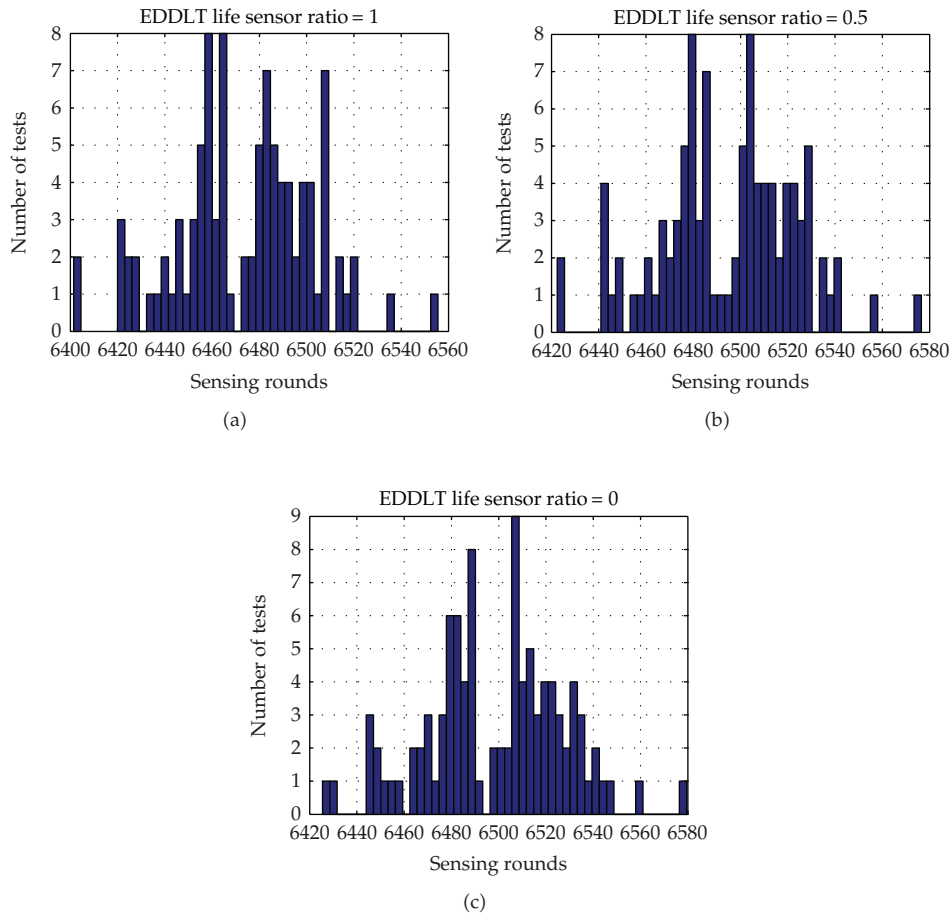 EDDLT life sensor ratio = 1
8
7
6
5
4
3
2
1
0
Number of tests
6400 6420 6440 6460 6480 6500 6520 6540 6560
Sensing rounds
(a)
EDDLT life sensor ratio = 0.5
8
7
6
5
4
3
2
1
0
Number of tests
6420 6440 6460 6480 6500 6520 6540 6560 6580
Sensing rounds
(b)
EDDLT life sensor ratio = 0
9
8
7
6
5
4
3
2
1
0
Number of tests
6420 6440 6460 6480 6500 6520 6540 6560 6580
Sensing rounds
(c)